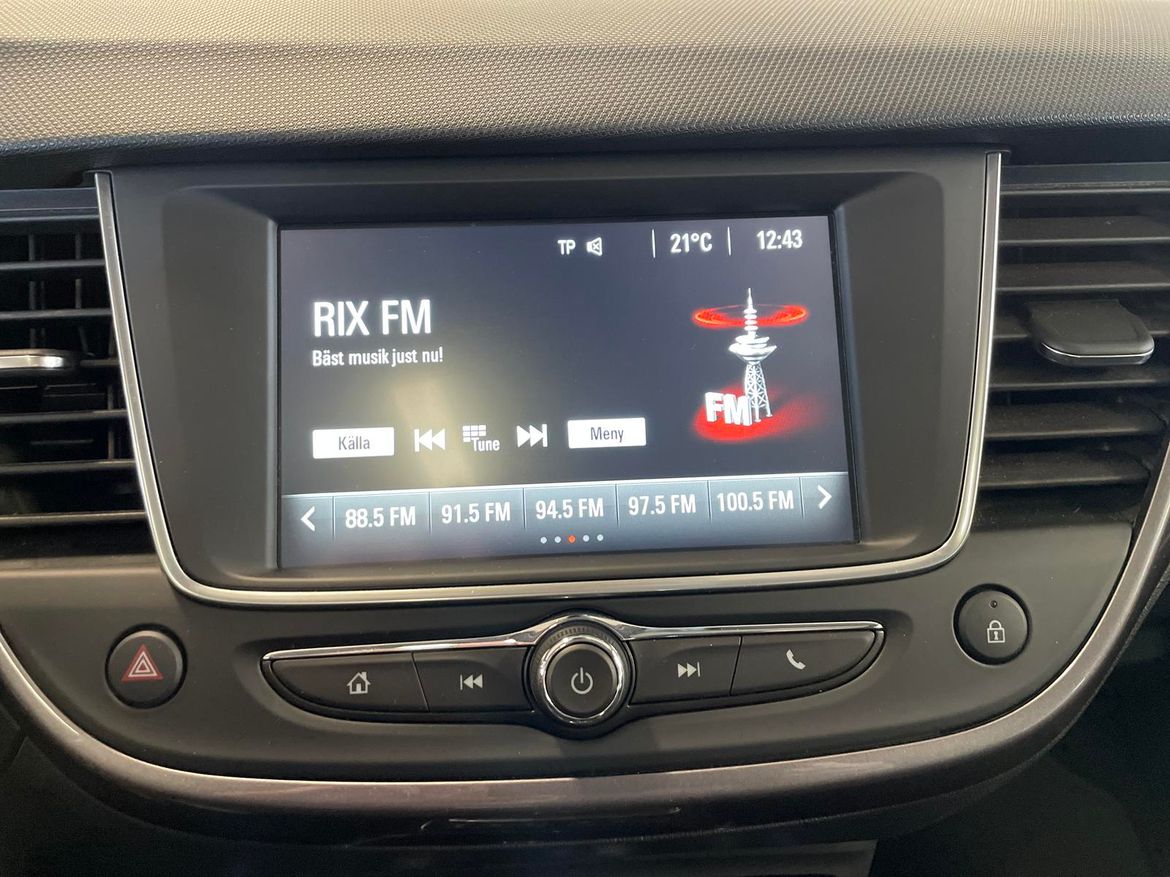 TP 21°C 12:43
RIX FM
Bäst musik just nu!
FM
Källa Tune Meny
88.5 FM 91.5 FM 94.5 FM 97.5 FM 100.5 FM